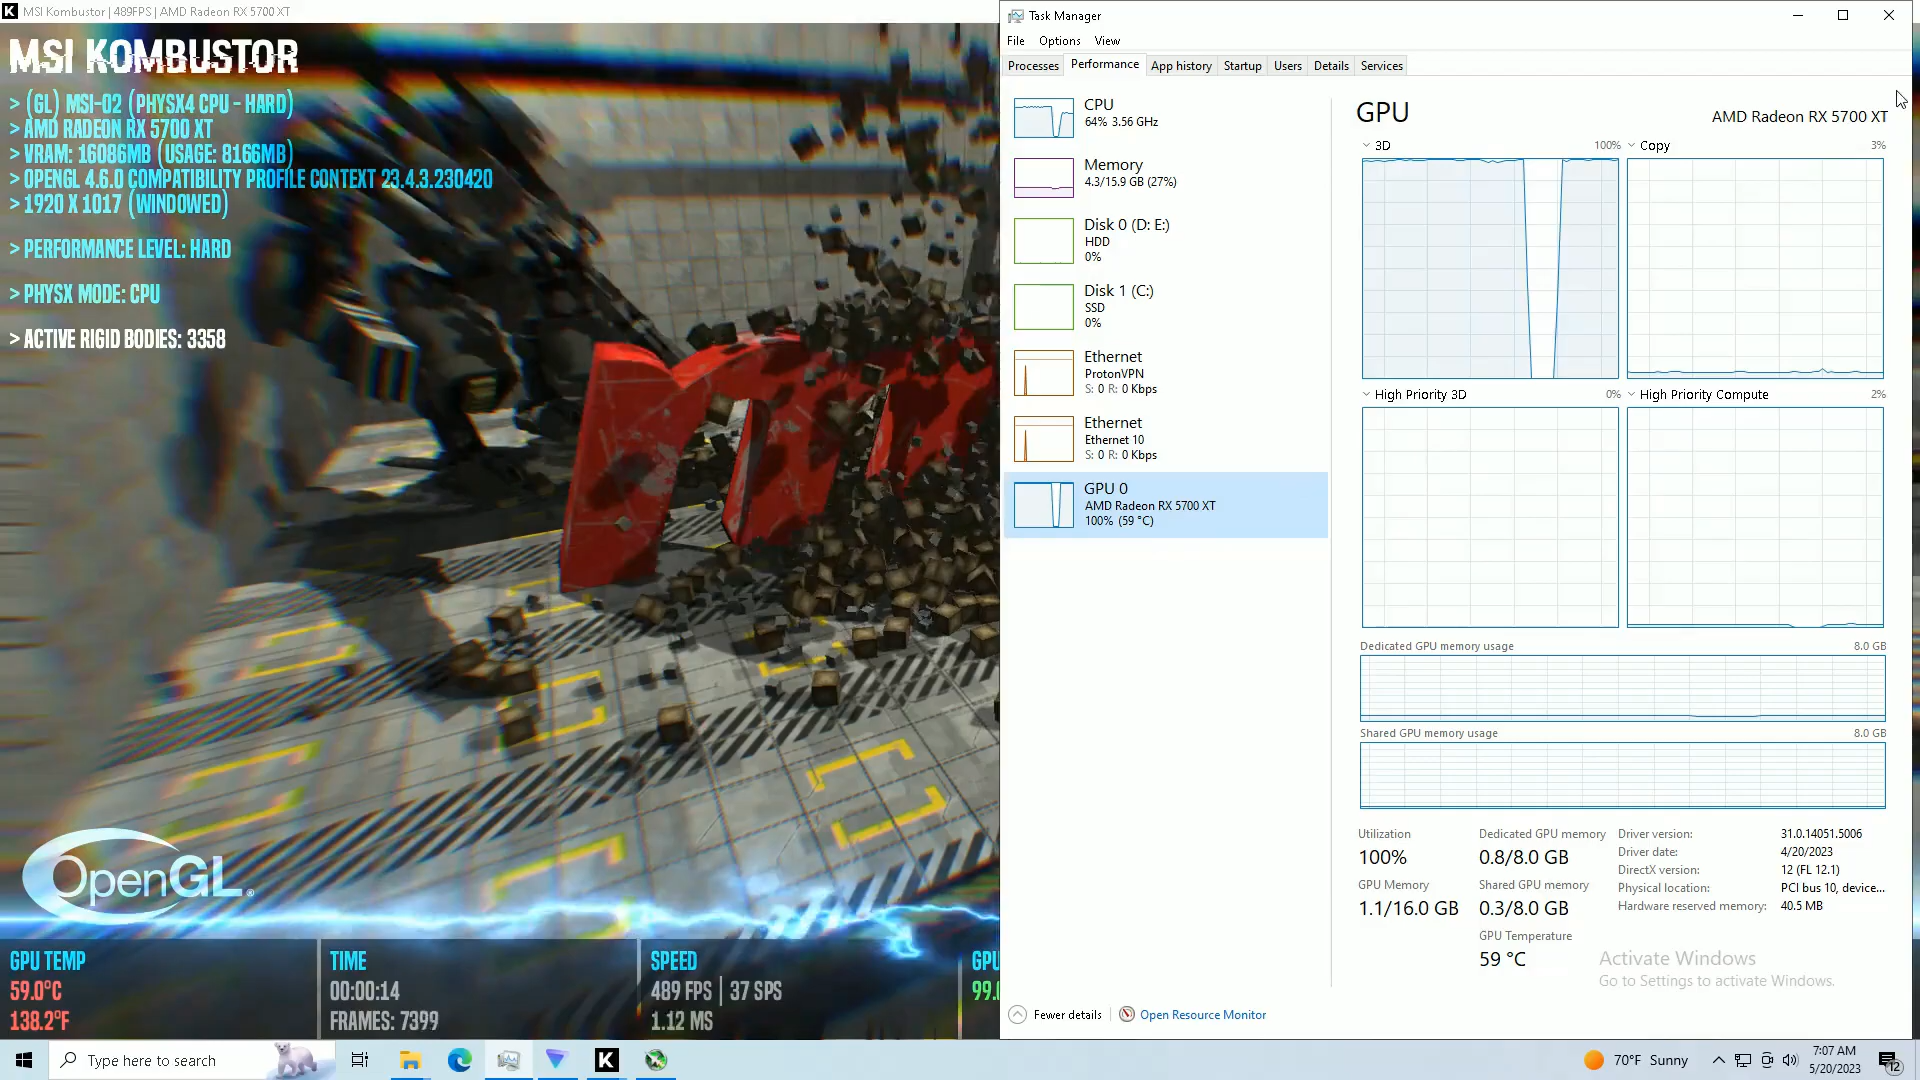 MSI Kombustor | 489FPS | AMD Radeon RX 5700 XT
MSI KOMBUSTOR
> (GL) MSI-02 (PHYSX4 CPU - HARD)
> AMD RADEON RX 5700 XT
> VRAM: 16086MB (USAGE: 8166MB)
> OPENGL 4.6.0 COMPATIBILITY PROFILE CONTEXT 23.4.3.230420
> 1920 X 1017 (WINDOWED)
> PERFORMANCE LEVEL: HARD
> PHYSX MODE: CPU
> ACTIVE RIGID BODIES: 3358
OpenGL®
GPU TEMP
59.0°C
138.2°F
TIME
00:00:14
FRAMES: 7399
SPEED
489 FPS | 37 SPS
1.12 MS
Task Manager
File Options View
Processes Performance App history Startup Users Details Services
CPU
64% 3.56 GHz
Memory
4.3/15.9 GB (27%)
Disk 0 (D: E:)
HDD
0%
Disk 1 (C:)
SSD
0%
Ethernet
ProtonVPN
S: 0 R: 0 Kbps
Ethernet
Ethernet 10
S: 0 R: 0 Kbps
GPU 0
AMD Radeon RX 5700 XT
100% (59 °C)
GPU AMD Radeon RX 5700 XT
3D 100% Copy 3%
High Priority 3D 0% High Priority Compute 2%
Dedicated GPU memory usage 8.0 GB
Shared GPU memory usage 8.0 GB
Utilization
100%
GPU Memory
1.1/16.0 GB
Dedicated GPU memory
0.8/8.0 GB
Shared GPU memory
0.3/8.0 GB
GPU Temperature
59 °C
Driver version: 31.0.14051.5006
Driver date: 4/20/2023
DirectX version: 12 (FL 12.1)
Physical location: PCI bus 10, device...
Hardware reserved memory: 40.5 MB
Activate Windows
Go to Settings to activate Windows.
Fewer details Open Resource Monitor
Type here to search
K
70°F Sunny
7:07 AM
5/20/2023
12